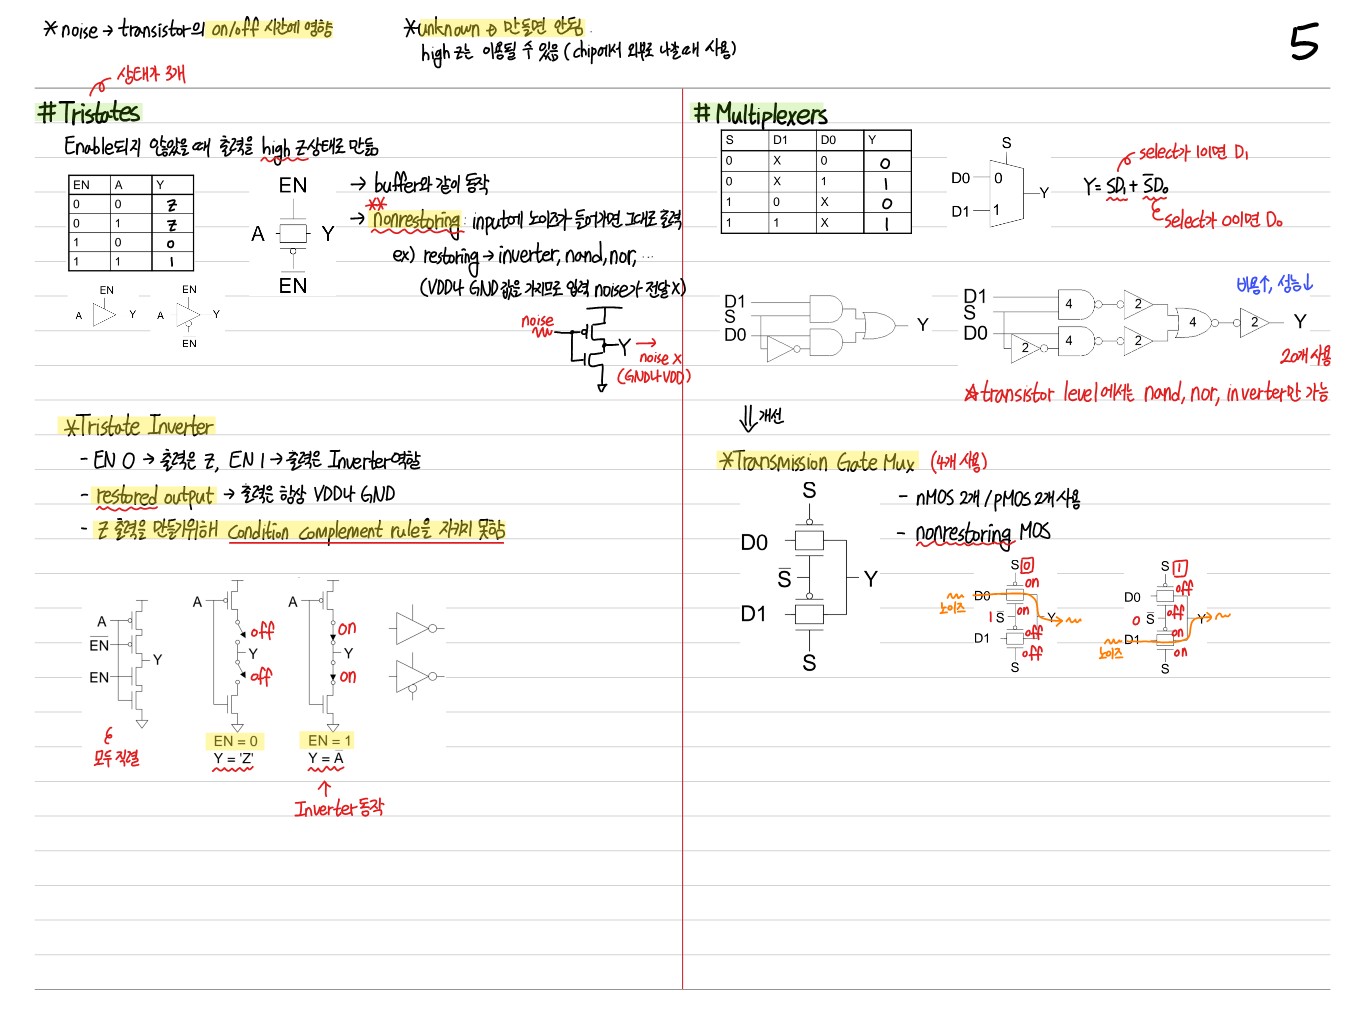 *noise → transistor의 on/off 시간에 영향
*unknown → 만들면 안됨
high Z는 이용될 수 있음 (chip에서 외부로 나갈때 사용)
5
상태가 3개
# Tristates
Enable되지 않았을 때 출력을 high Z상태로 만듦
EN A Y
0 0 Z
0 1 Z
1 0 0
1 1 1
EN
A Y
EN
→ buffer와 같이 동작
**
→ nonrestoring : input에 노이즈가 들어가면 그대로 출력
ex) restoring → inverter, nand, nor, ...
(VDD나 GND 값을 가지므로 입력 noise가 전달 X)
EN
A Y
EN
A Y
EN
noise
Y →
noise X
(GND나 VDD)
*Tristate Inverter
- EN 0 → 출력은 Z, EN 1 → 출력은 Inverter역할
- restored output → 출력은 항상 VDD나 GND
- Z 출력을 만들기위해 condition complement rule을 지키지 못함
A
EN
EN
Y
모두 직렬
A
off
Y
off
EN = 0
Y = 'Z'
A
on
Y
on
EN = 1
Y = A
↑
Inverter 동작
# Multiplexers
S D1 D0 Y
0 X 0 0
0 X 1 1
1 0 X 0
1 1 X 1
S
D0 0
Y
D1 1
select가 1이면 D₁
Y = SD₁ + S̅D₀
select가 0이면 D₀
D1
S
D0
Y
D1
S
D0
4 2
4 2
2
4 2 Y
비용↑, 성능↓
20개 사용
☆transistor level에서는 nand, nor, inverter만 가능
⇓ 개선
*Transmission Gate Mux (4개 사용)
- nMOS 2개 / pMOS 2개 사용
- nonrestoring MOS
S
D0
S̅ Y
D1
S
S 0
on
D0
노이즈
on
1 S̅ Y
off
D1
off
S
S 1
off
D0
off
0 S̅ Y
on
D1
노이즈
on
S